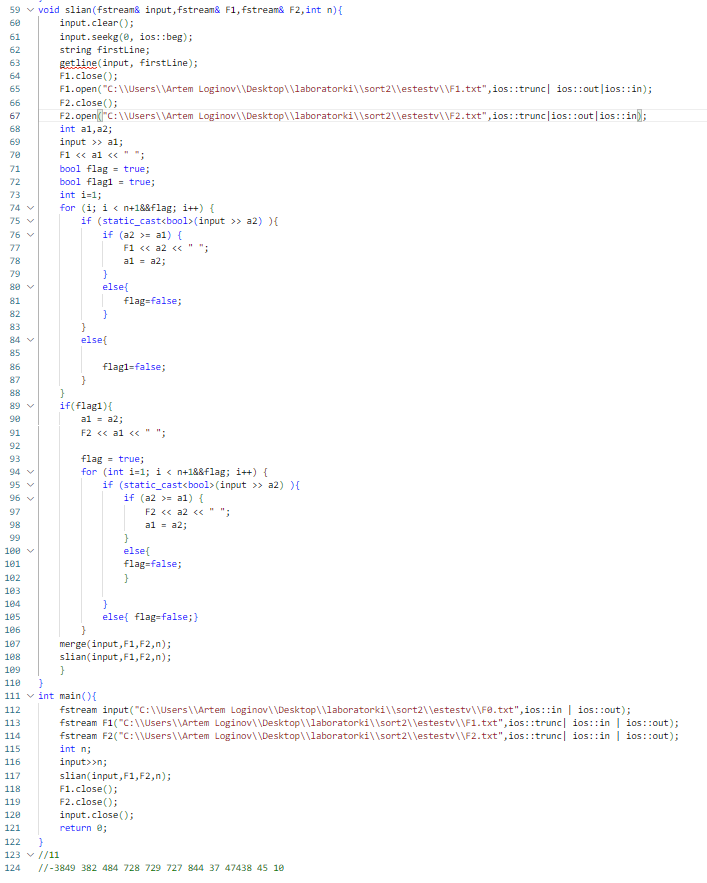 59 void slian(fstream& input,fstream& F1,fstream& F2,int n){
60 input.clear();
61 input.seekg(0, ios::beg);
62 string firstLine;
63 getline(input, firstLine);
64 F1.close();
65 F1.open("C:\\Users\\Artem Loginov\\Desktop\\laboratorki\\sort2\\estestv\\F1.txt",ios::trunc| ios::out|ios::in);
66 F2.close();
67 F2.open("C:\\Users\\Artem Loginov\\Desktop\\laboratorki\\sort2\\estestv\\F2.txt",ios::trunc|ios::out|ios::in);
68 int a1,a2;
69 input >> a1;
70 F1 << a1 << " ";
71 bool flag = true;
72 bool flag1 = true;
73 int i=1;
74 for (i; i < n+1&&flag; i++) {
75 if (static_cast<bool>(input >> a2) ){
76 if (a2 >= a1) {
77 F1 << a2 << " ";
78 a1 = a2;
79 }
80 else{
81 flag=false;
82 }
83 }
84 else{
85
86 flag1=false;
87 }
88 }
89 if(flag1){
90 a1 = a2;
91 F2 << a1 << " ";
92
93 flag = true;
94 for (int i=1; i < n+1&&flag; i++) {
95 if (static_cast<bool>(input >> a2) ){
96 if (a2 >= a1) {
97 F2 << a2 << " ";
98 a1 = a2;
99 }
100 else{
101 flag=false;
102 }
103
104 }
105 else{ flag=false;}
106 }
107 merge(input,F1,F2,n);
108 slian(input,F1,F2,n);
109 }
110 }
111 int main(){
112 fstream input("C:\\Users\\Artem Loginov\\Desktop\\laboratorki\\sort2\\estestv\\F0.txt",ios::in | ios::out);
113 fstream F1("C:\\Users\\Artem Loginov\\Desktop\\laboratorki\\sort2\\estestv\\F1.txt",ios::trunc| ios::in | ios::out);
114 fstream F2("C:\\Users\\Artem Loginov\\Desktop\\laboratorki\\sort2\\estestv\\F2.txt",ios::trunc| ios::in | ios::out);
115 int n;
116 input>>n;
117 slian(input,F1,F2,n);
118 F1.close();
119 F2.close();
120 input.close();
121 return 0;
122 }
123 //11
124 //-3849 382 484 728 729 727 844 37 47438 45 10